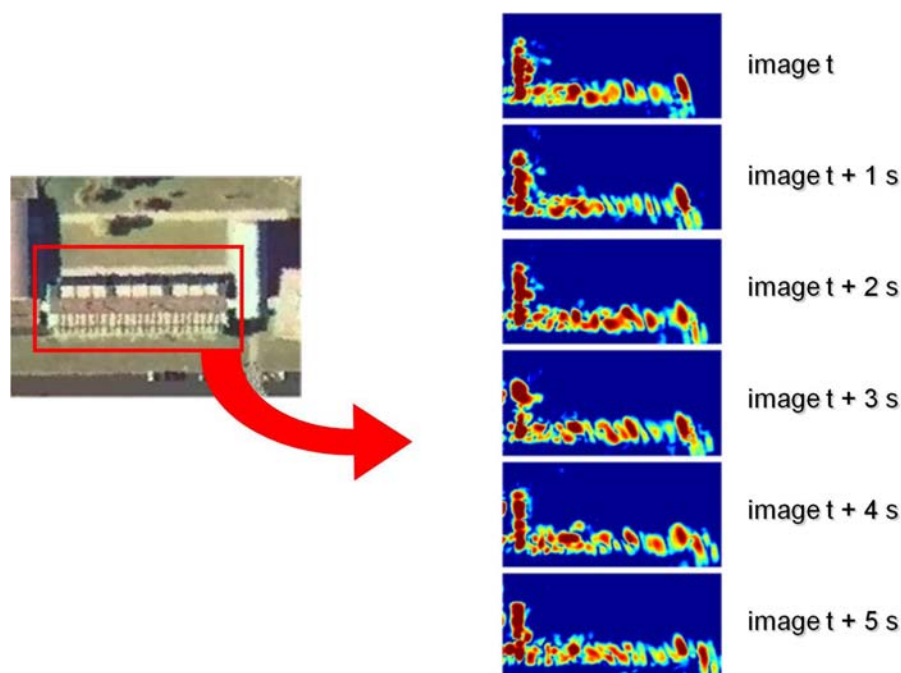 image t
image t + 1 s
image t + 2 s
image t + 3 s
image t + 4 s
image t + 5 s